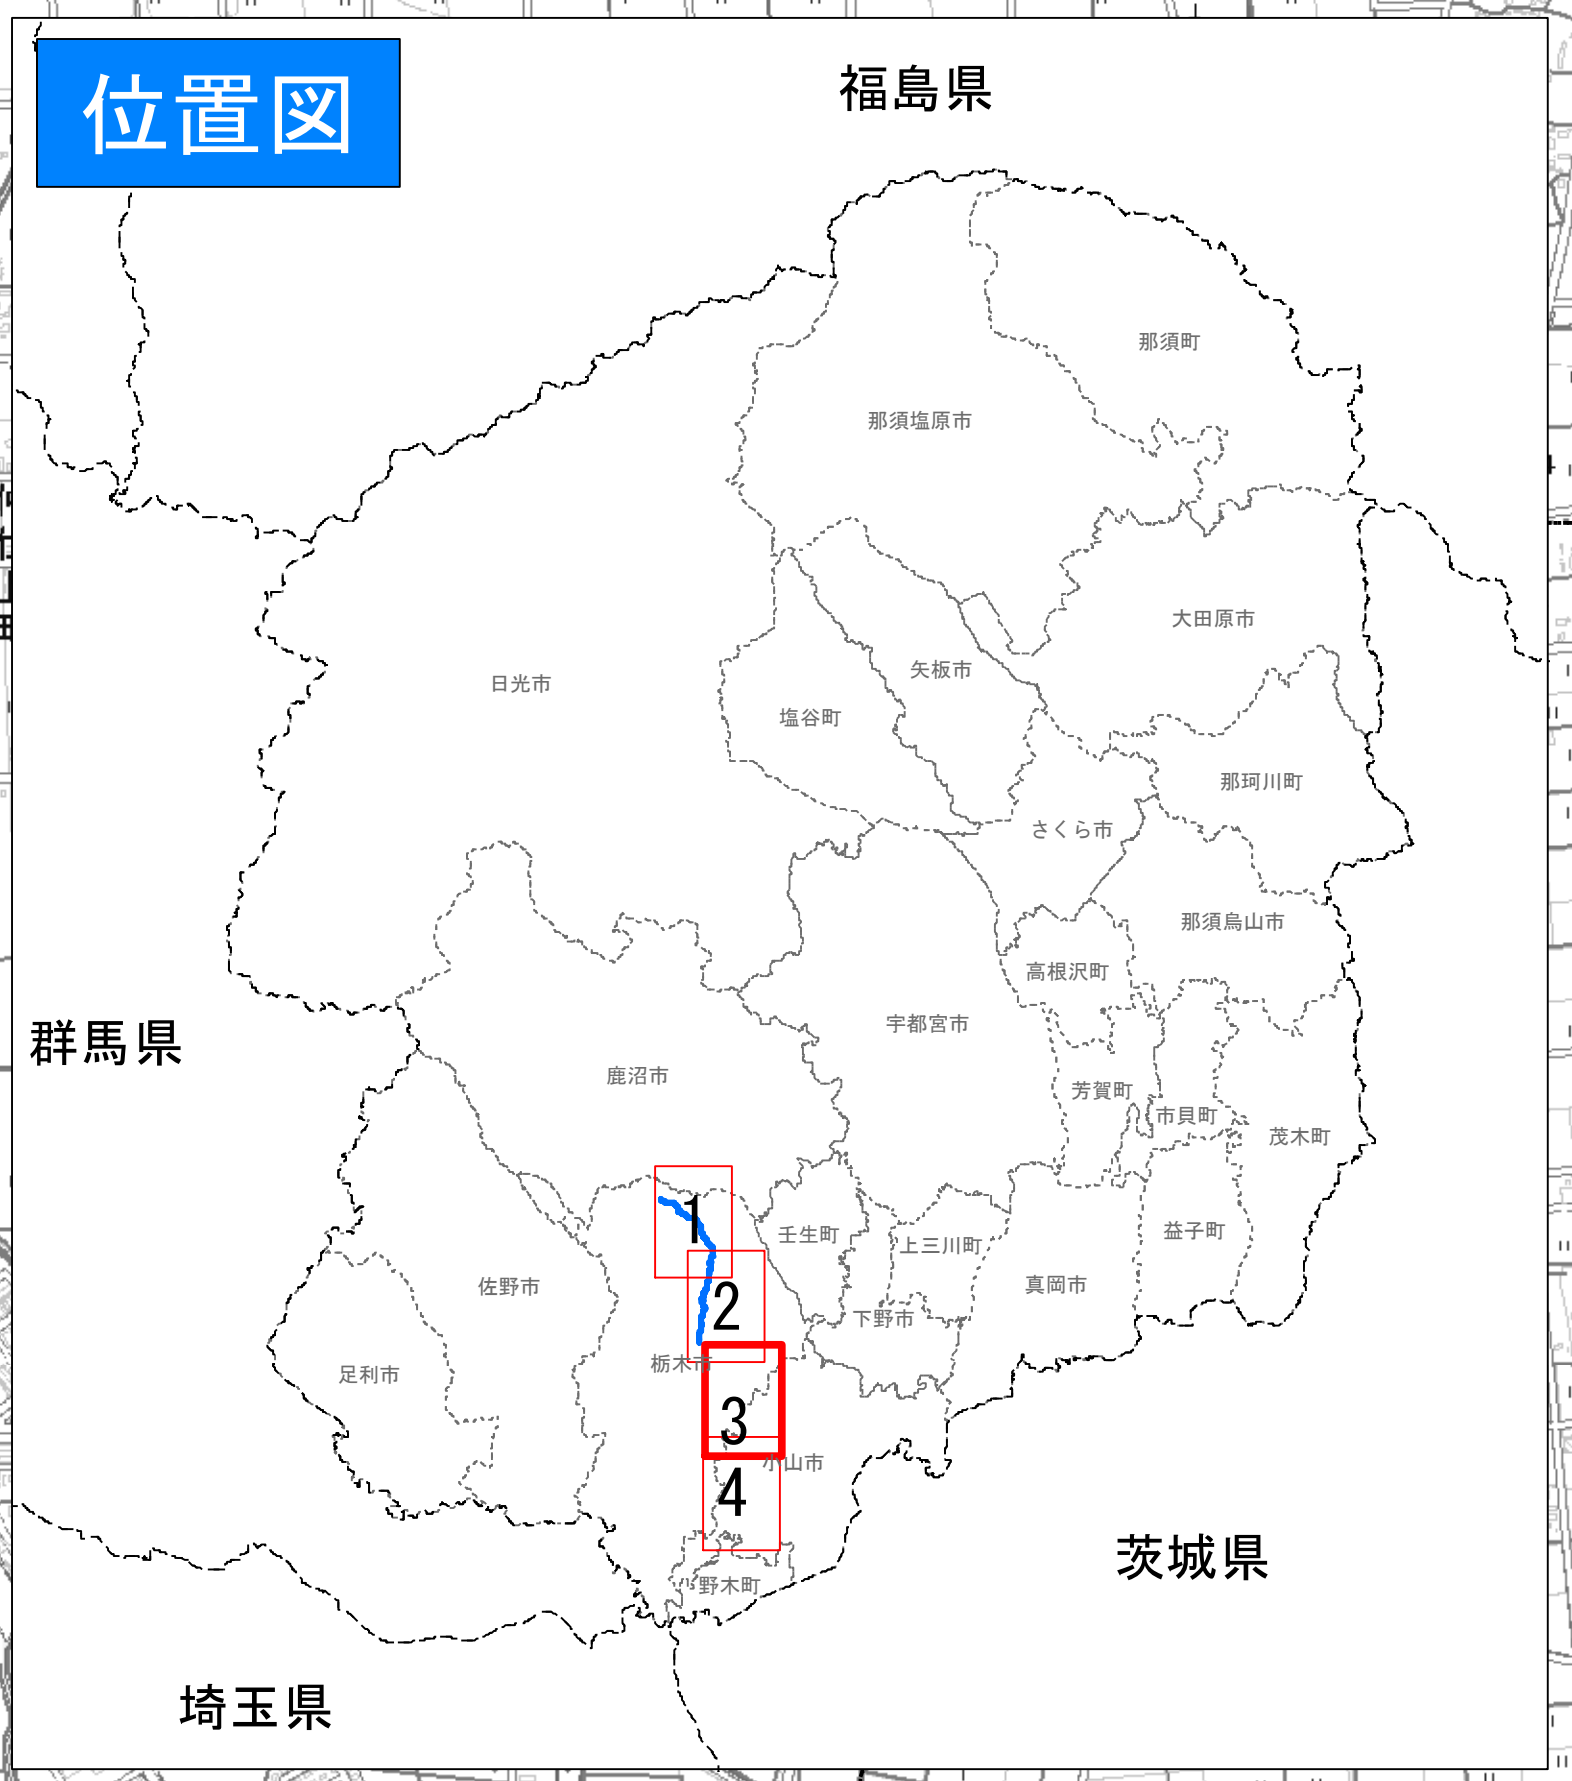 位置図
福島県
那須町
那須塩原市
大田原市
矢板市
日光市
塩谷町
那珂川町
さくら市
那須烏山市
高根沢町
宇都宮市
群馬県
鹿沼市
芳賀町
市貝町
茂木町
1
壬生町
上三川町
益子町
佐野市
真岡市
2
下野市
栃木市
足利市
3
小山市
4
茨城県
野木町
埼玉県